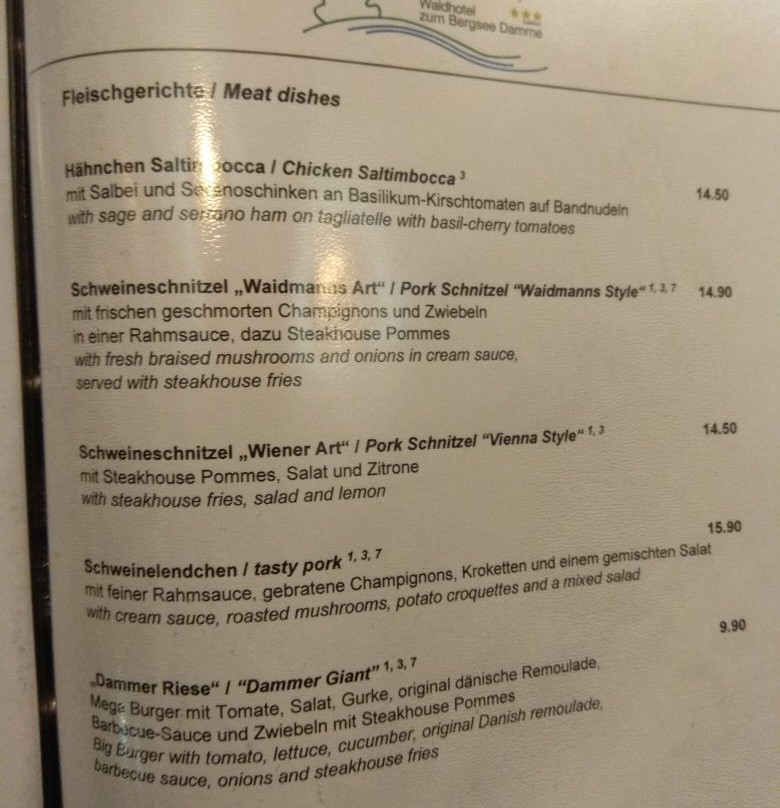 Waldhotel
zum Bergsee Damme
Fleischgerichte / Meat dishes
Hähnchen Saltimbocca / Chicken Saltimbocca ³
mit Salbei und Serranoschinken an Basilikum-Kirschtomaten auf Bandnudeln 14.50
with sage and serrano ham on tagliatelle with basil-cherry tomatoes
Schweineschnitzel „Waidmanns Art“ / Pork Schnitzel “Waidmanns Style“ 1, 3, 7 14.90
mit frischen geschmorten Champignons und Zwiebeln
in einer Rahmsauce, dazu Steakhouse Pommes
with fresh braised mushrooms and onions in cream sauce,
served with steakhouse fries
Schweineschnitzel „Wiener Art“ / Pork Schnitzel “Vienna Style“ 1, 3 14.50
mit Steakhouse Pommes, Salat und Zitrone
with steakhouse fries, salad and lemon
Schweinelendchen / tasty pork 1, 3, 7 15.90
mit feiner Rahmsauce, gebratene Champignons, Kroketten und einem gemischten Salat
with cream sauce, roasted mushrooms, potato croquettes and a mixed salad
„Dammer Riese“ / “Dammer Giant” 1, 3, 7 9.90
Mega Burger mit Tomate, Salat, Gurke, original dänische Remoulade,
Barbecue-Sauce und Zwiebeln mit Steakhouse Pommes
Big Burger with tomato, lettuce, cucumber, original Danish remoulade,
barbecue sauce, onions and steakhouse fries